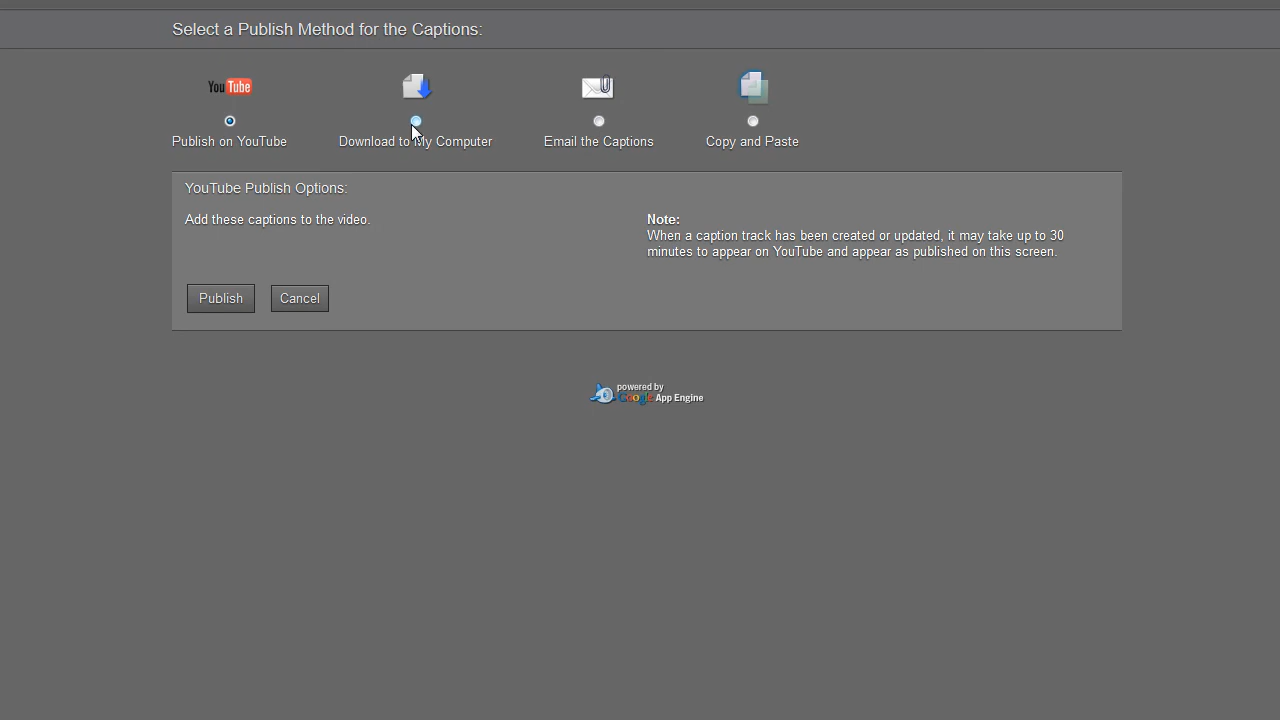 Select a Publish Method for the Captions:
YouTube
Publish on YouTube
Download to My Computer
Email the Captions
Copy and Paste
YouTube Publish Options:
Add these captions to the video.
Note:
When a caption track has been created or updated, it may take up to 30
minutes to appear on YouTube and appear as published on this screen.
Publish
Cancel
powered by
Google App Engine